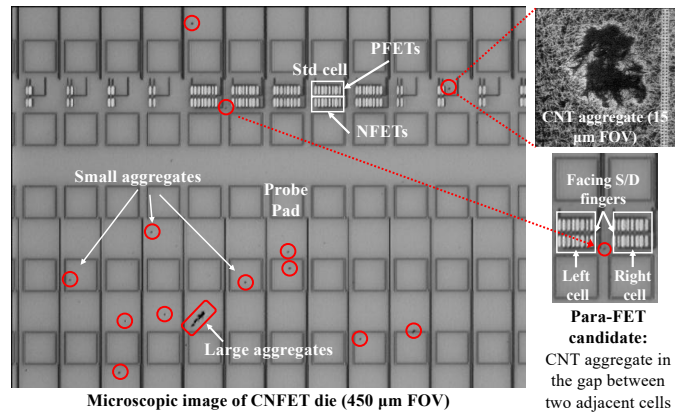 PFETs
Std cell
NFETs
Small aggregates
Probe
Pad
Large aggregates
Microscopic image of CNFET die (450 µm FOV)
CNT aggregate (15
µm FOV)
Facing S/D
fingers
Left
cell
Right
cell
Para-FET
candidate:
CNT aggregate in
the gap between
two adjacent cells